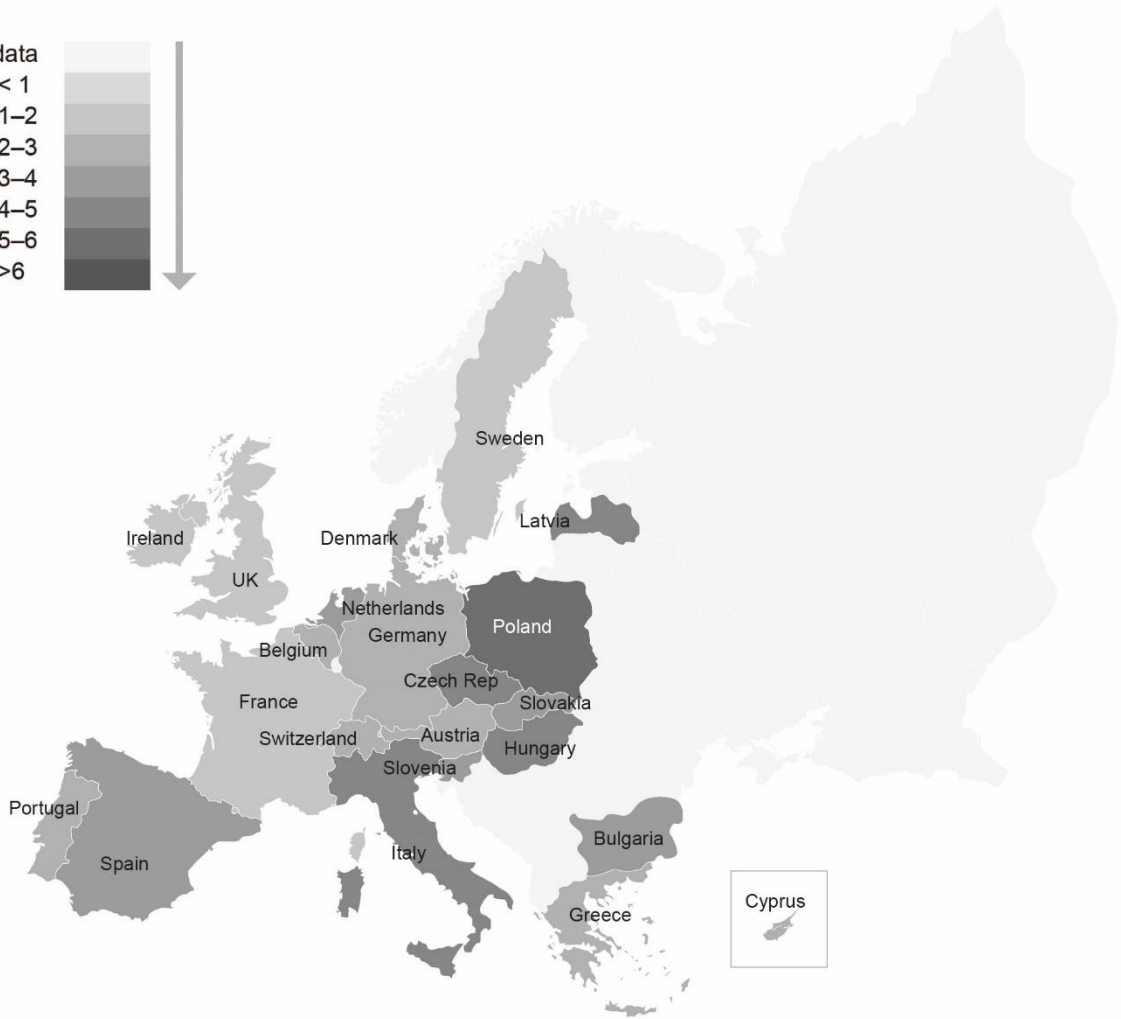 data
< 1
1–2
2–3
3–4
4–5
5–6
>6
Sweden
Latvia
Ireland
Denmark
UK
Netherlands
Poland
Germany
Belgium
Czech Rep
France
Slovakia
Switzerland
Austria
Hungary
Slovenia
Portugal
Bulgaria
Italy
Spain
Cyprus
Greece